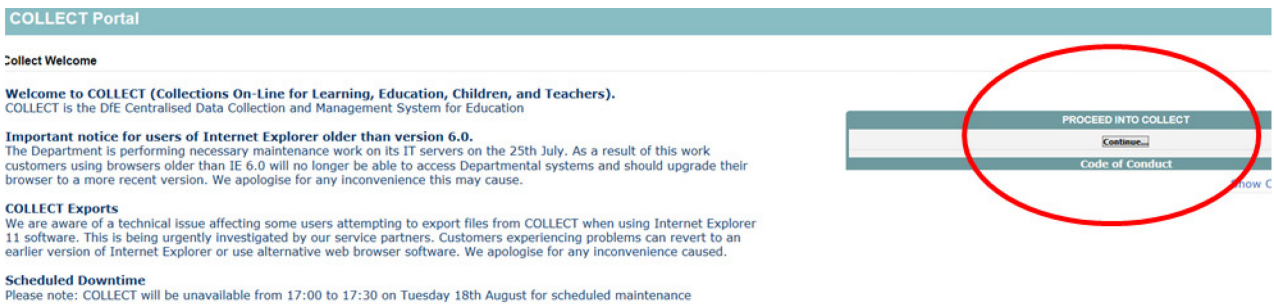 COLLECT Portal
Collect Welcome
Welcome to COLLECT (Collections On-Line for Learning, Education, Children, and Teachers).
COLLECT is the DfE Centralised Data Collection and Management System for Education
Important notice for users of Internet Explorer older than version 6.0.
The Department is performing necessary maintenance work on its IT servers on the 25th July. As a result of this work
customers using browsers older than IE 6.0 will no longer be able to access Departmental systems and should upgrade their
browser to a more recent version. We apologise for any inconvenience this may cause.
COLLECT Exports
We are aware of a technical issue affecting some users attempting to export files from COLLECT when using Internet Explorer
11 software. This is being urgently investigated by our service partners. Customers experiencing problems can revert to an
earlier version of Internet Explorer or use alternative web browser software. We apologise for any inconvenience caused.
Scheduled Downtime
Please note: COLLECT will be unavailable from 17:00 to 17:30 on Tuesday 18th August for scheduled maintenance
PROCEED INTO COLLECT
Continue...
Code of Conduct
Show C